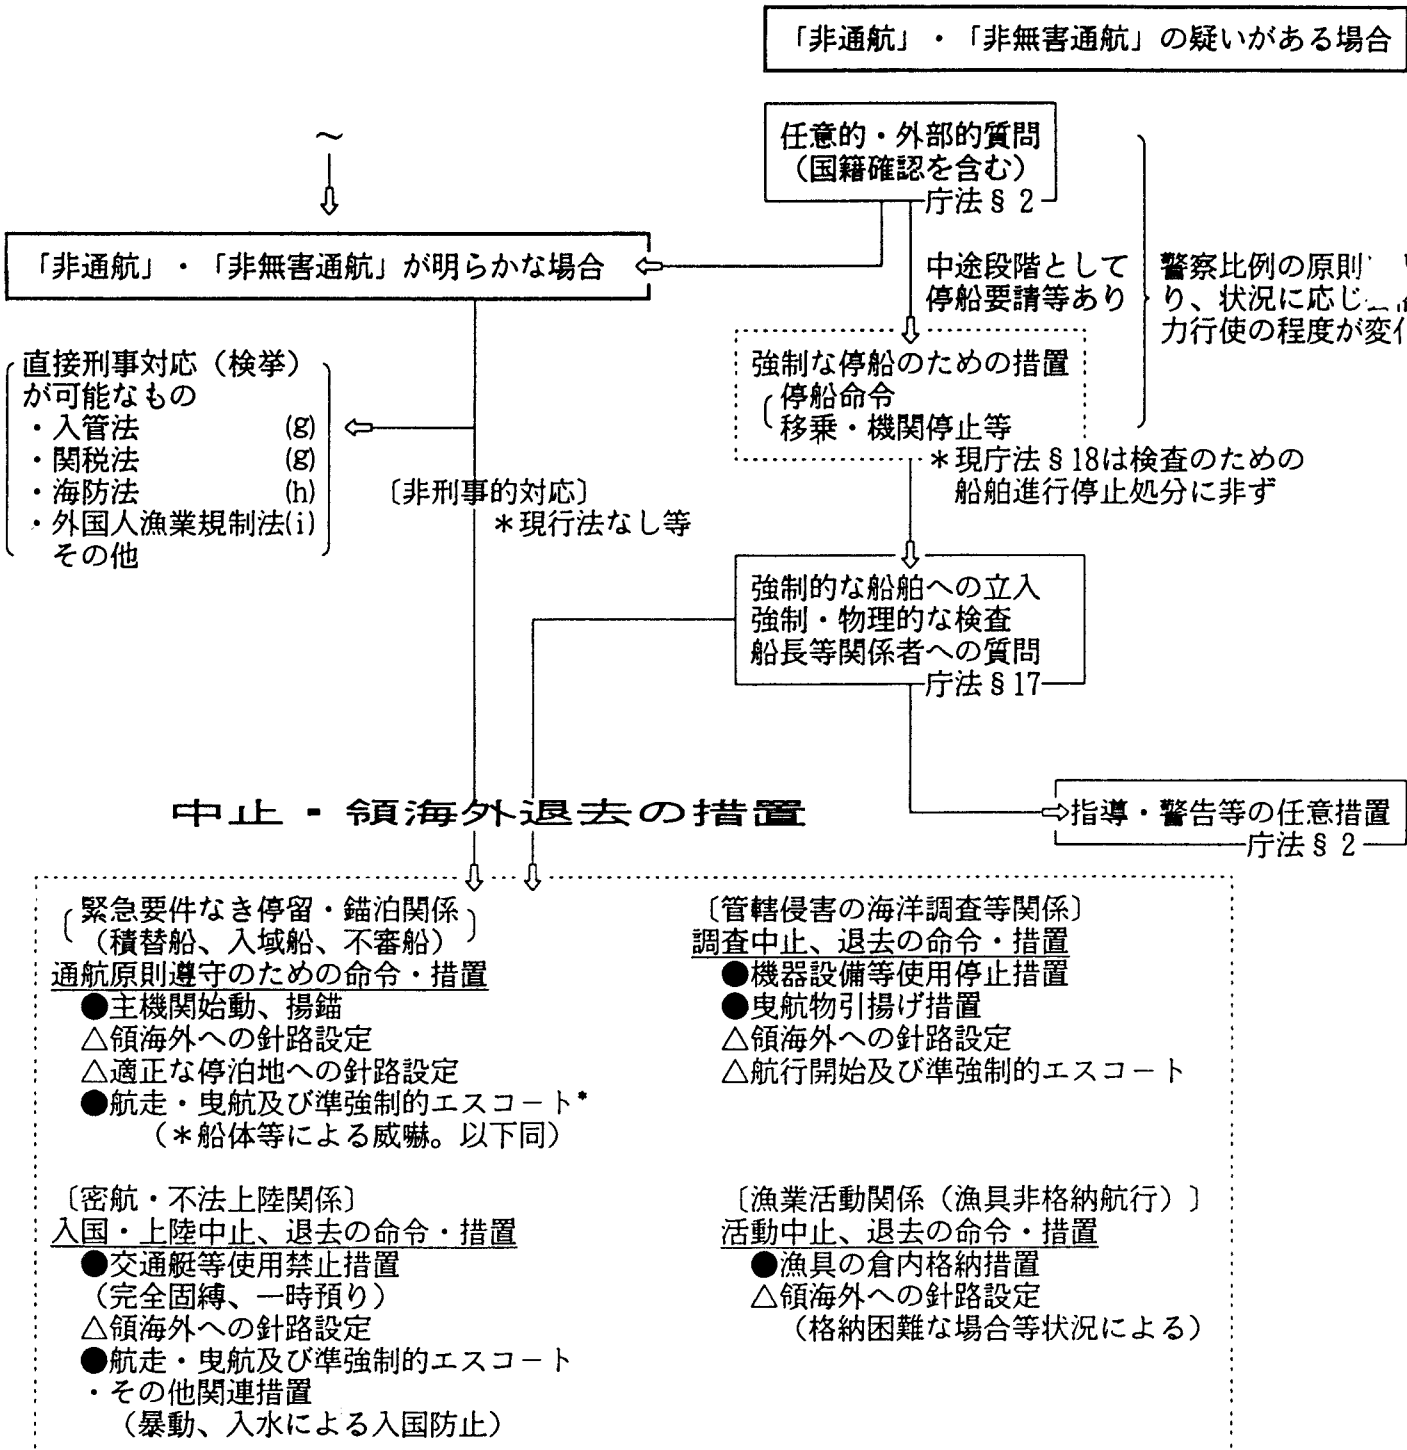 「非通航」・「非無害通航」の疑いがある場合
任意的・外部的質問
(国籍確認を含む)
庁法§2
～
「非通航」・「非無害通航」が明らかな場合
中途段階として
停船要請等あり
警察比例の原則
り、状況に応じ
力行使の程度が変
強制な停船のための措置
停船命令
移乗・機関停止等
＊現庁法§18は検査のための
船舶進行停止処分に非ず
直接刑事対応（検挙）
が可能なもの
・入管法 (g)
・関税法 (g)
・海防法 (h)
・外国人漁業規制法(i)
その他
〔非刑事的対応〕
＊現行法なし等
強制的な船舶への立入
強制・物理的な検査
船長等関係者への質問
庁法§17
中止・領海外退去の措置
指導・警告等の任意措置
庁法§2
緊急要件なき停留・錨泊関係
（積替船、入域船、不審船）
通航原則遵守のための命令・措置
●主機関始動、揚錨
△領海外への針路設定
△適正な停泊地への針路設定
●航走・曳航及び準強制的エスコート*
（＊船体等による威嚇。以下同）
〔管轄侵害の海洋調査等関係〕
調査中止、退去の命令・措置
●機器設備等使用停止措置
●曳航物引揚げ措置
△領海外への針路設定
△航行開始及び準強制的エスコート
〔密航・不法上陸関係〕
入国・上陸中止、退去の命令・措置
●交通艇等使用禁止措置
（完全固縛、一時預り）
△領海外への針路設定
●航走・曳航及び準強制的エスコート
・その他関連措置
（暴動、入水による入国防止）
〔漁業活動関係（漁具非格納航行）〕
活動中止、退去の命令・措置
●漁具の倉内格納措置
△領海外への針路設定
（格納困難な場合等状況による）